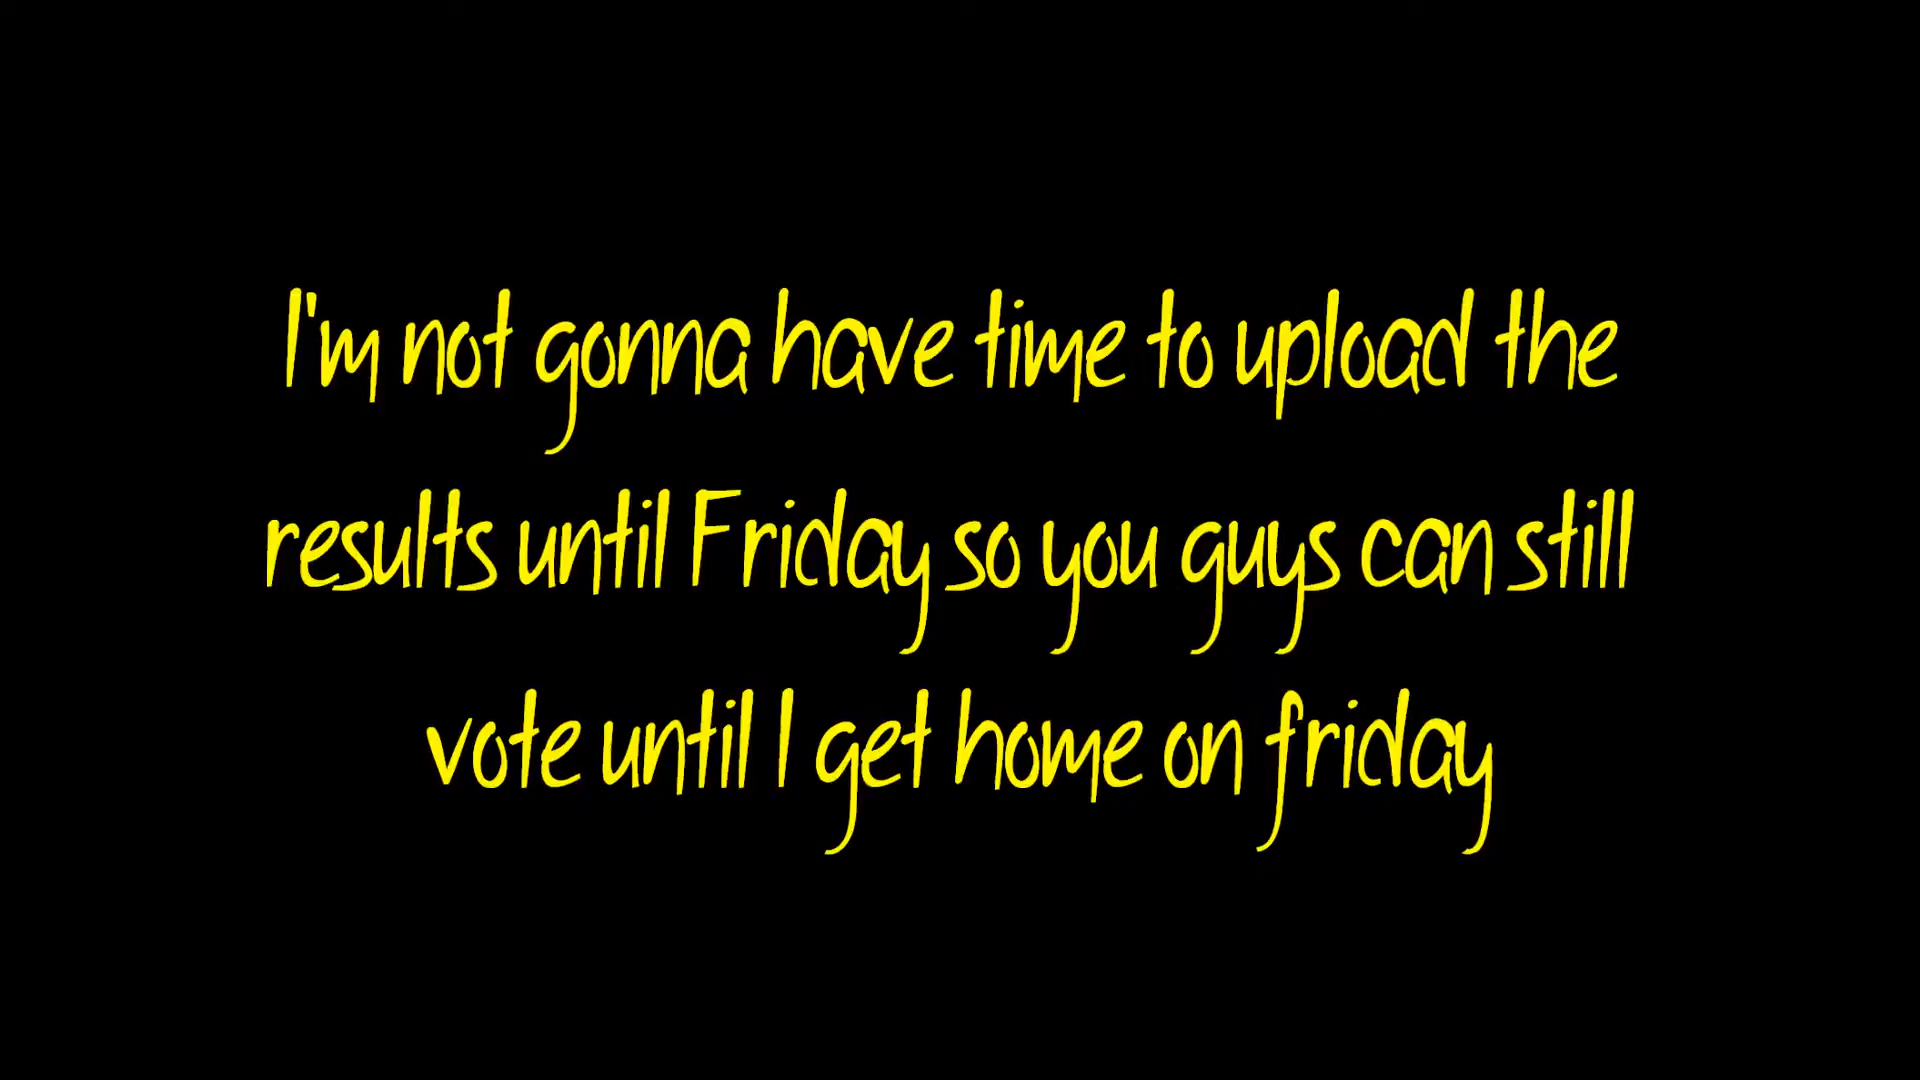 I'm not gonna have time to upload the
results until Friday so you guys can still
vote until I get home on friday